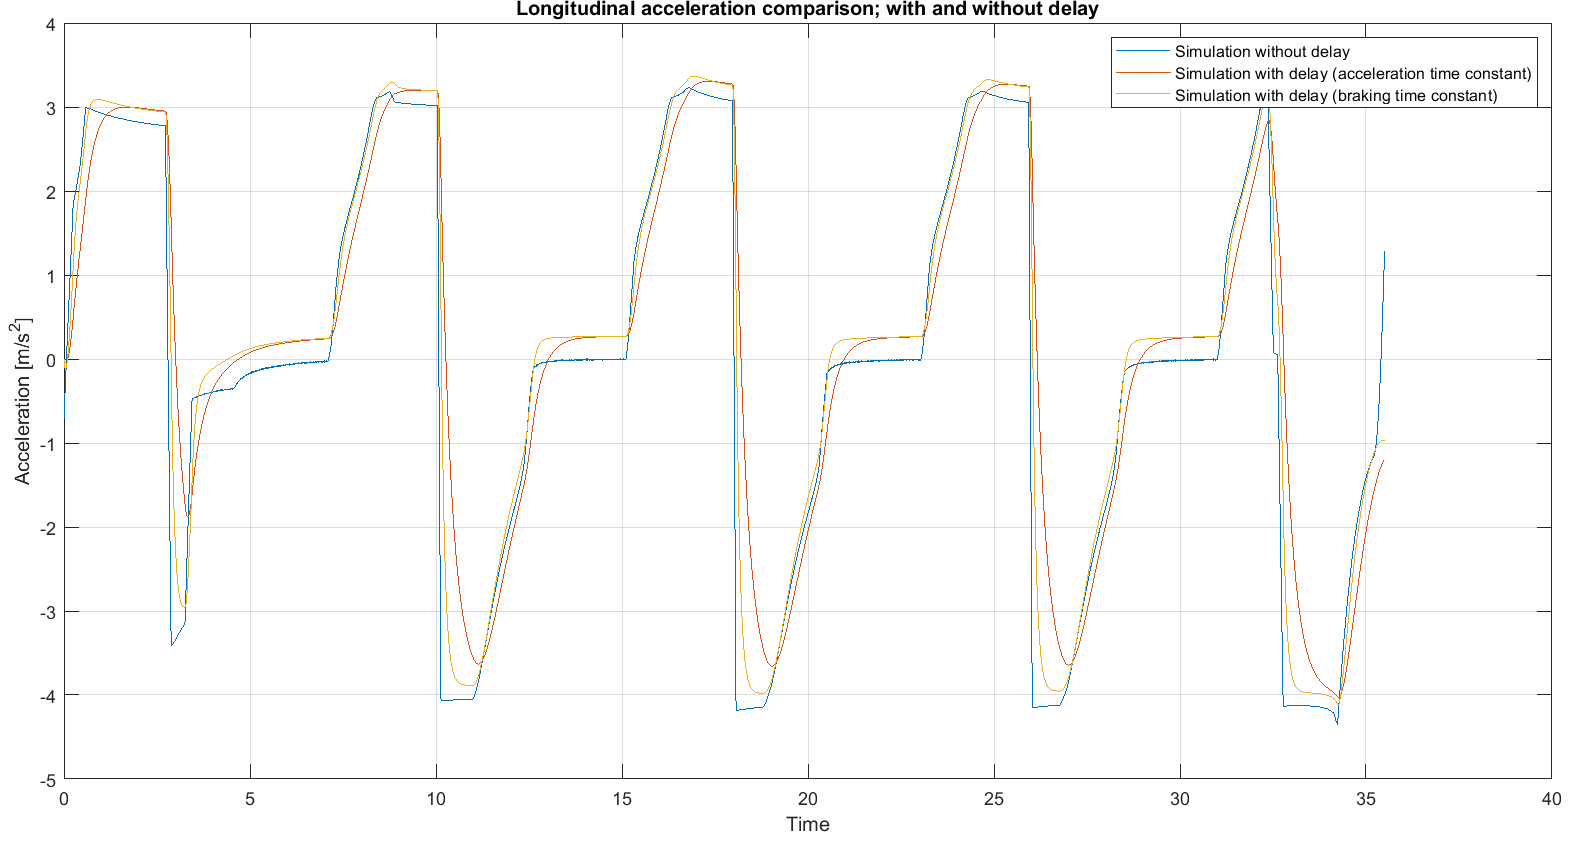 Longitudinal acceleration comparison; with and without delay
Simulation without delay
Simulation with delay (acceleration time constant)
Simulation with delay (braking time constant)
Acceleration [m/s²]
4
3
2
1
0
-1
-2
-3
-4
-5
0 5 10 15 20 25 30 35 40
Time